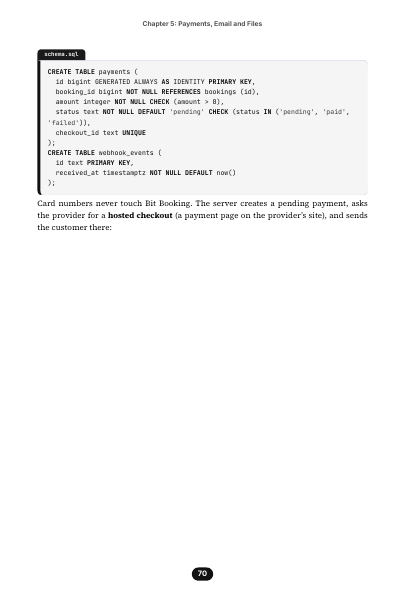 Chapter 5: Payments, Email and Files
schema.sql
CREATE TABLE payments (
  id bigint GENERATED ALWAYS AS IDENTITY PRIMARY KEY,
  booking_id bigint NOT NULL REFERENCES bookings (id),
  amount integer NOT NULL CHECK (amount > 0),
  status text NOT NULL DEFAULT 'pending' CHECK (status IN ('pending', 'paid',
'failed')),
  checkout_id text UNIQUE
);
CREATE TABLE webhook_events (
  id text PRIMARY KEY,
  received_at timestamptz NOT NULL DEFAULT now()
);
Card numbers never touch Bit Booking. The server creates a pending payment, asks
the provider for a hosted checkout (a payment page on the provider's site), and sends
the customer there:
70